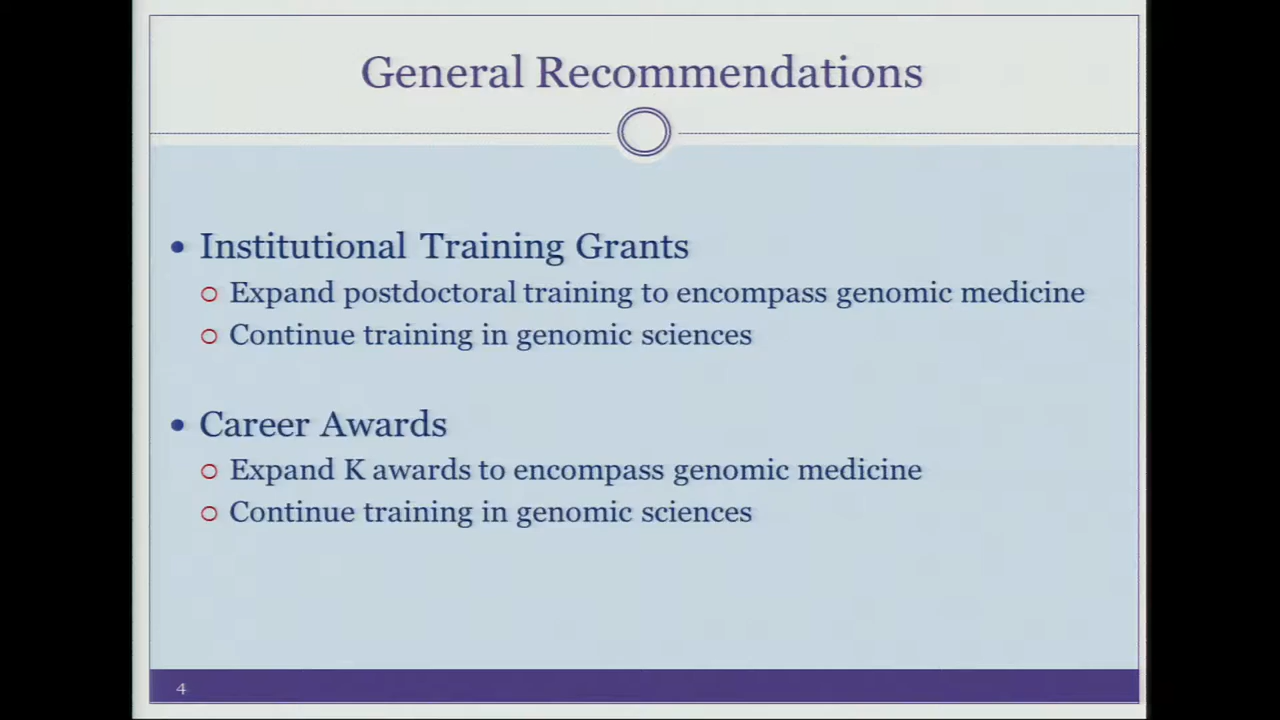 General Recommendations
Institutional Training Grants
Expand postdoctoral training to encompass genomic medicine
Continue training in genomic sciences
Career Awards
Expand K awards to encompass genomic medicine
Continue training in genomic sciences
4